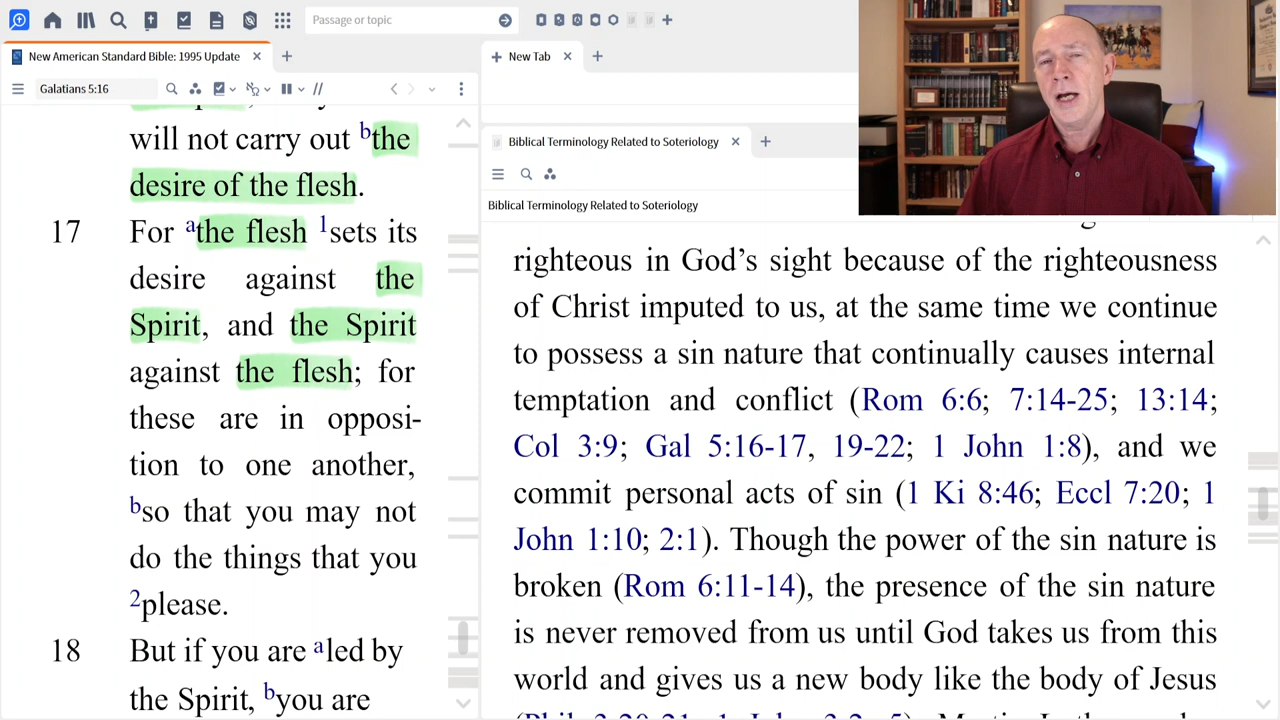 Passage or topic
New American Standard Bible: 1995 Update
New Tab
Galatians 5:16
will not carry out bthe
desire of the flesh.
17 For athe flesh 1sets its
desire against the
Spirit, and the Spirit
against the flesh; for
these are in opposi-
tion to one another,
bso that you may not
do the things that you
2please.
18 But if you are aled by
the Spirit, byou are
Biblical Terminology Related to Soteriology
Biblical Terminology Related to Soteriology
righteous in God's sight because of the righteousness
of Christ imputed to us, at the same time we continue
to possess a sin nature that continually causes internal
temptation and conflict (Rom 6:6; 7:14-25; 13:14;
Col 3:9; Gal 5:16-17, 19-22; 1 John 1:8), and we
commit personal acts of sin (1 Ki 8:46; Eccl 7:20; 1
John 1:10; 2:1). Though the power of the sin nature is
broken (Rom 6:11-14), the presence of the sin nature
is never removed from us until God takes us from this
world and gives us a new body like the body of Jesus